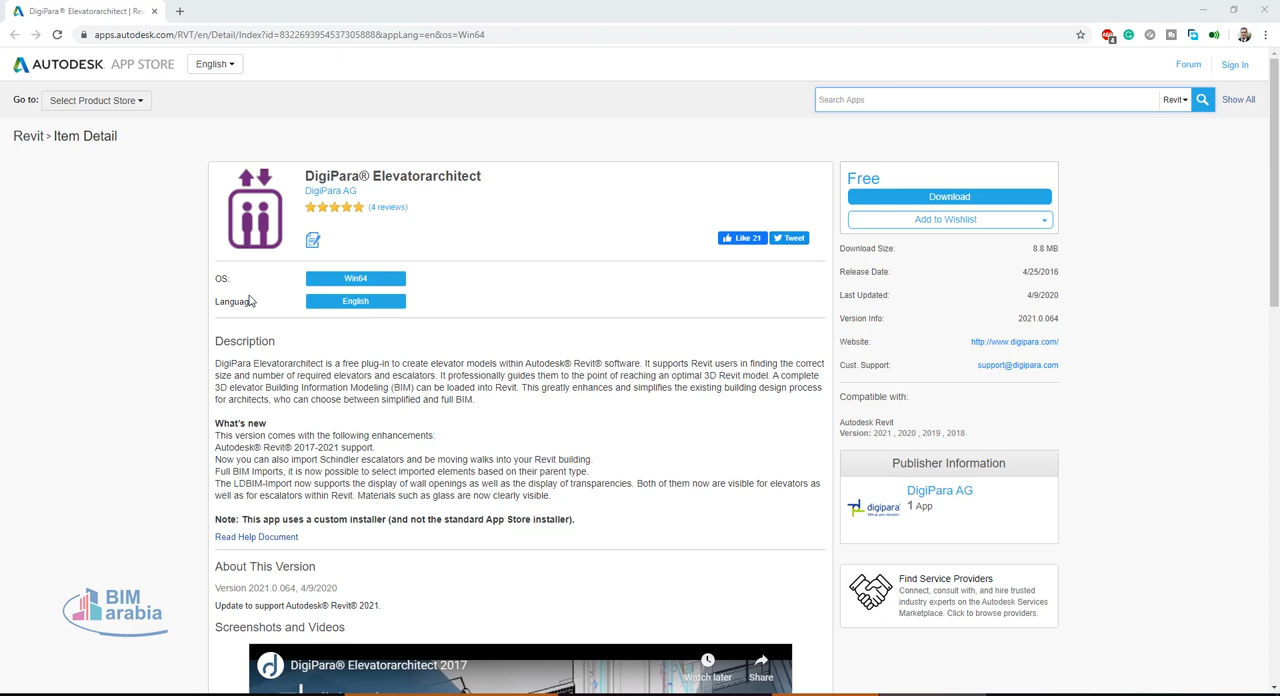 DigiPara® Elevatorarchitect | Rev
apps.autodesk.com/RVT/en/Detail/Index?id=8322693954537305888&appLang=en&os=Win64
4
AUTODESK APP STORE
English
Forum
Sign In
Go to:
Select Product Store
Search Apps
Revit
Show All
Revit > Item Detail
DigiPara® Elevatorarchitect
DigiPara AG
(4 reviews)
Like 21
Tweet
OS:
Win64
Language:
English
Description
DigiPara Elevatorarchitect is a free plug-in to create elevator models within Autodesk® Revit® software. It supports Revit users in finding the correct
size and number of required elevators and escalators. It professionally guides them to the point of reaching an optimal 3D Revit model. A complete
3D elevator Building Information Modeling (BIM) can be loaded into Revit. This greatly enhances and simplifies the existing building design process
for architects, who can choose between simplified and full BIM.
What's new
This version comes with the following enhancements:
Autodesk® Revit® 2017-2021 support.
Now you can also import Schindler escalators and be moving walks into your Revit building.
Full BIM Imports, it is now possible to select imported elements based on their parent type.
The LDBIM-Import now supports the display of wall openings as well as the display of transparencies. Both of them now are visible for elevators as
well as for escalators within Revit. Materials such as glass are now clearly visible.
Note: This app uses a custom installer (and not the standard App Store installer).
Read Help Document
About This Version
Version 2021.0.064, 4/9/2020
Update to support Autodesk® Revit® 2021.
Screenshots and Videos
DigiPara® Elevatorarchitect 2017
Watch later
Share
Free
Download
Add to Wishlist
Download Size:
8.8 MB
Release Date:
4/25/2016
Last Updated:
4/9/2020
Version Info:
2021.0.064
Website:
http://www.digipara.com/
Cust. Support:
support@digipara.com
Compatible with:
Autodesk Revit
Version: 2021 , 2020 , 2019 , 2018
Publisher Information
DigiPara AG
1 App
digipara
Find Service Providers
Connect, consult with, and hire trusted
industry experts on the Autodesk Services
Marketplace. Click to browse providers.
BIM
arabia